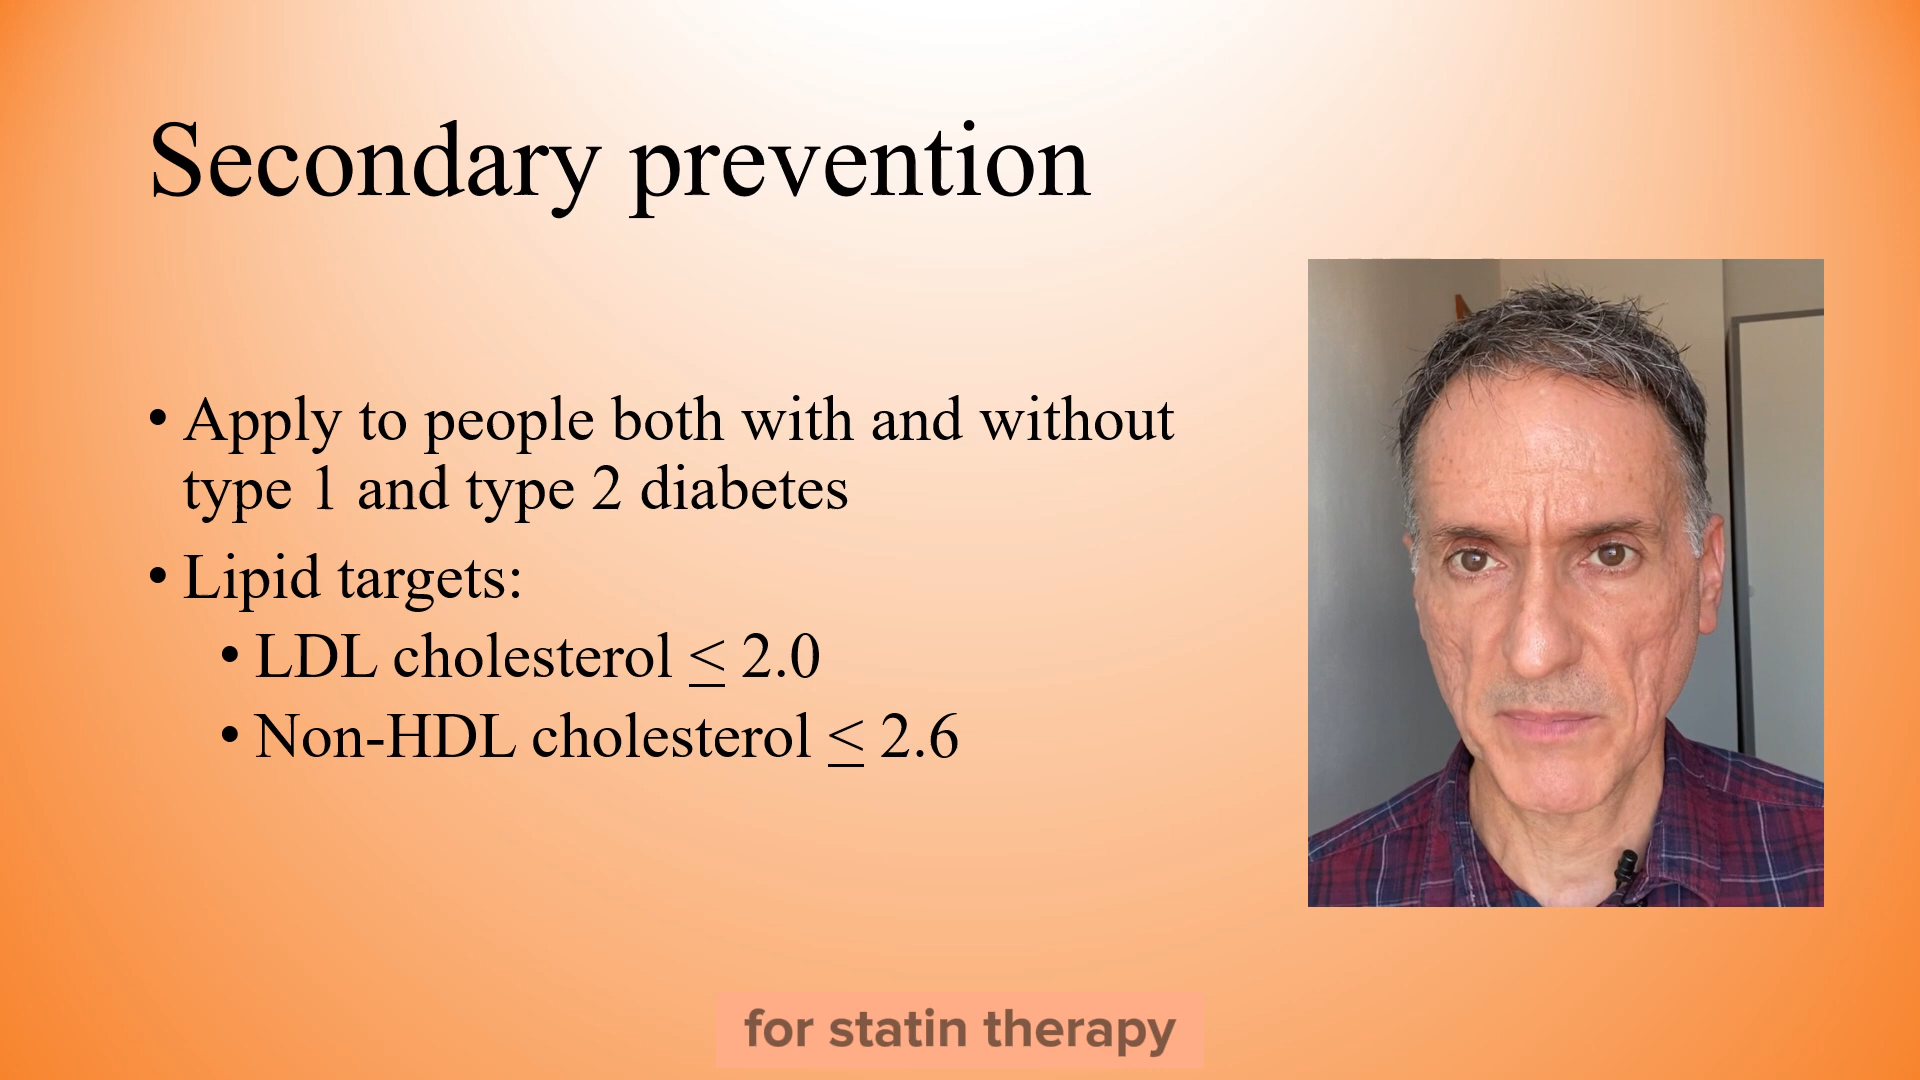 Secondary prevention
• Apply to people both with and without
type 1 and type 2 diabetes
• Lipid targets:
• LDL cholesterol ≤ 2.0
• Non-HDL cholesterol ≤ 2.6
for statin therapy